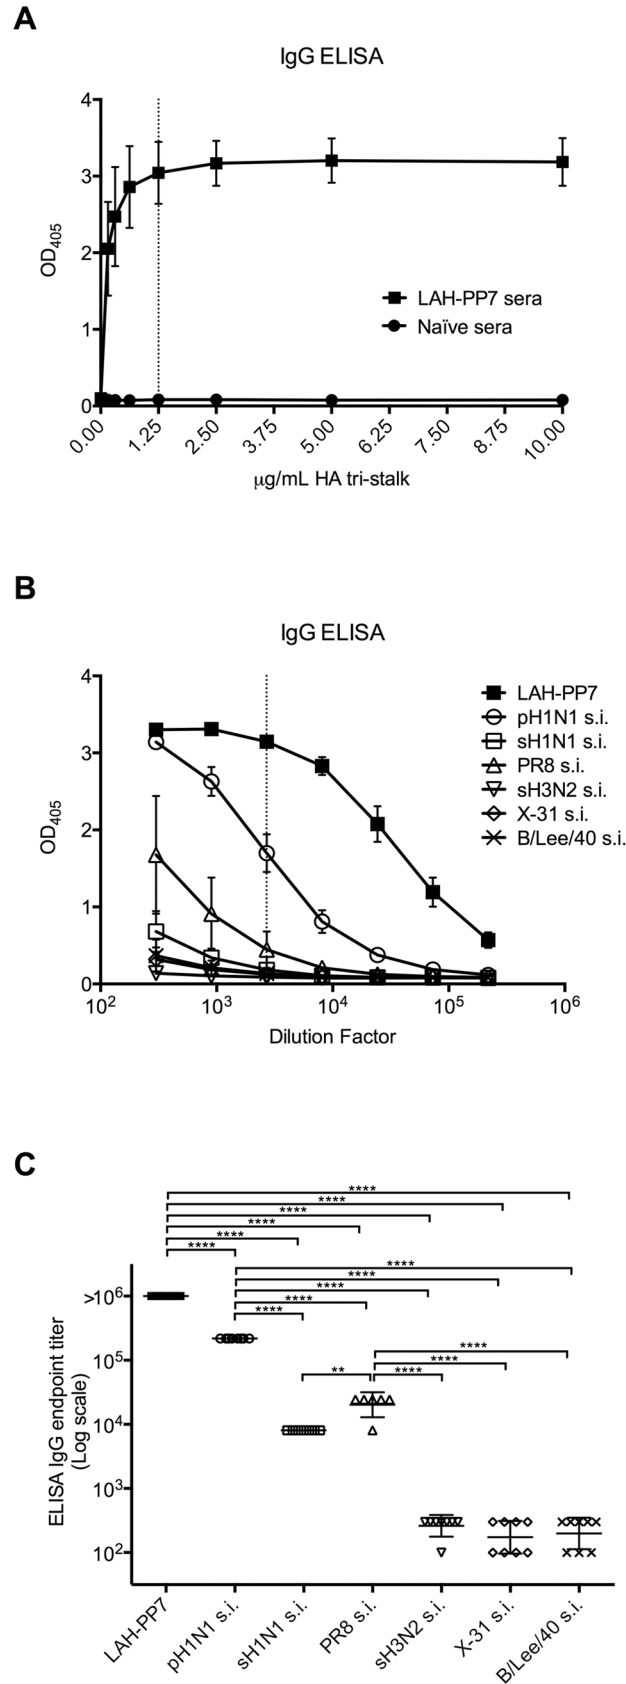 A
IgG ELISA
4
3
2
1
0
OD405
LAH-PP7 sera
Naïve sera
0.00
1.25
2.50
3.75
5.00
6.25
7.50
8.75
10.00
μg/mL HA tri-stalk
B
IgG ELISA
4
3
2
1
0
OD405
LAH-PP7
pH1N1 s.i.
sH1N1 s.i.
PR8 s.i.
sH3N2 s.i.
X-31 s.i.
B/Lee/40 s.i.
10²
10³
10⁴
10⁵
10⁶
Dilution Factor
C
****
****
****
****
****
****
****
****
****
****
****
****
****
**
****
>10⁶
10⁵
10⁴
10³
10²
ELISA IgG endpoint titer
(Log scale)
LAH-PP7
pH1N1 s.i.
sH1N1 s.i.
PR8 s.i.
sH3N2 s.i.
X-31 s.i.
B/Lee/40 s.i.